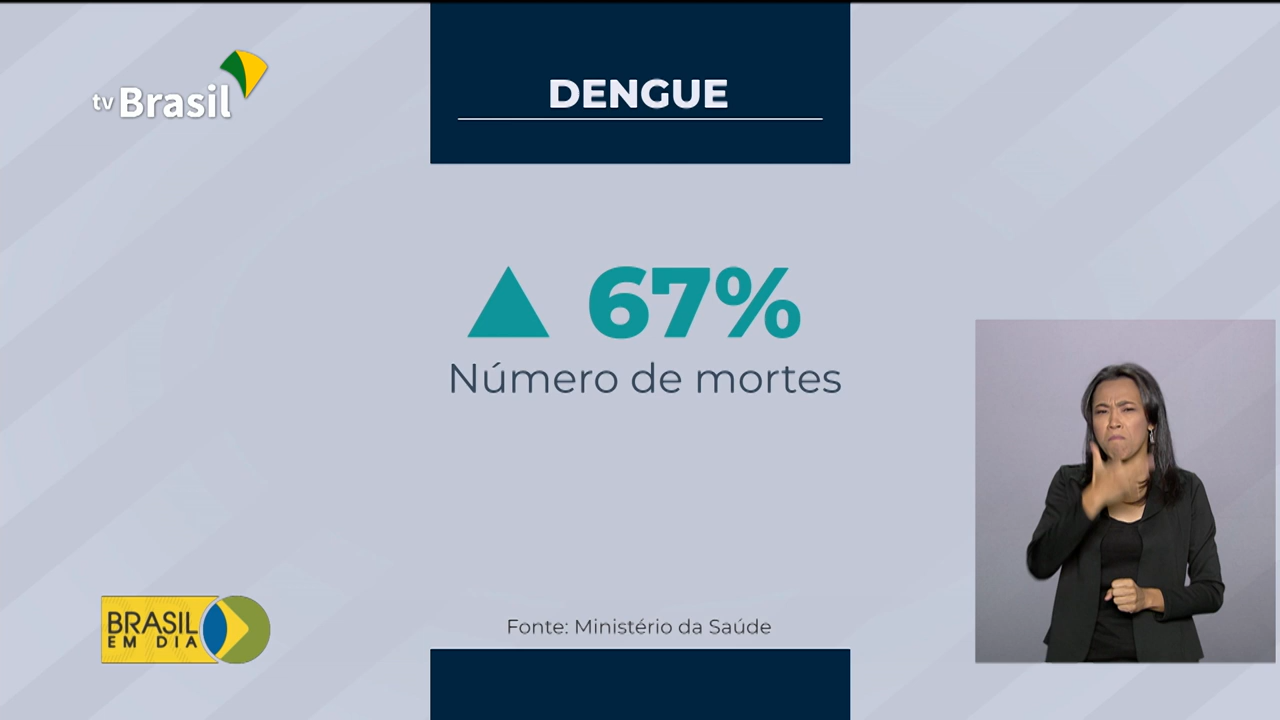 tv Brasil
DENGUE
▲ 67%
Número de mortes
Fonte: Ministério da Saúde
BRASIL
EM DIA